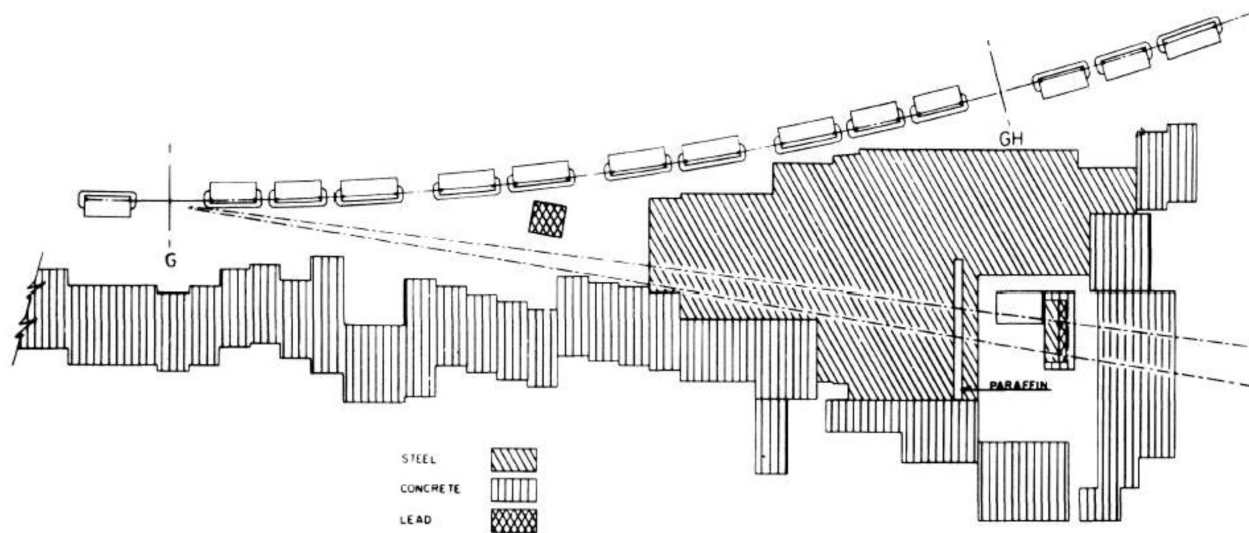 GH
G
PARAFFIN
STEEL
CONCRETE
LEAD